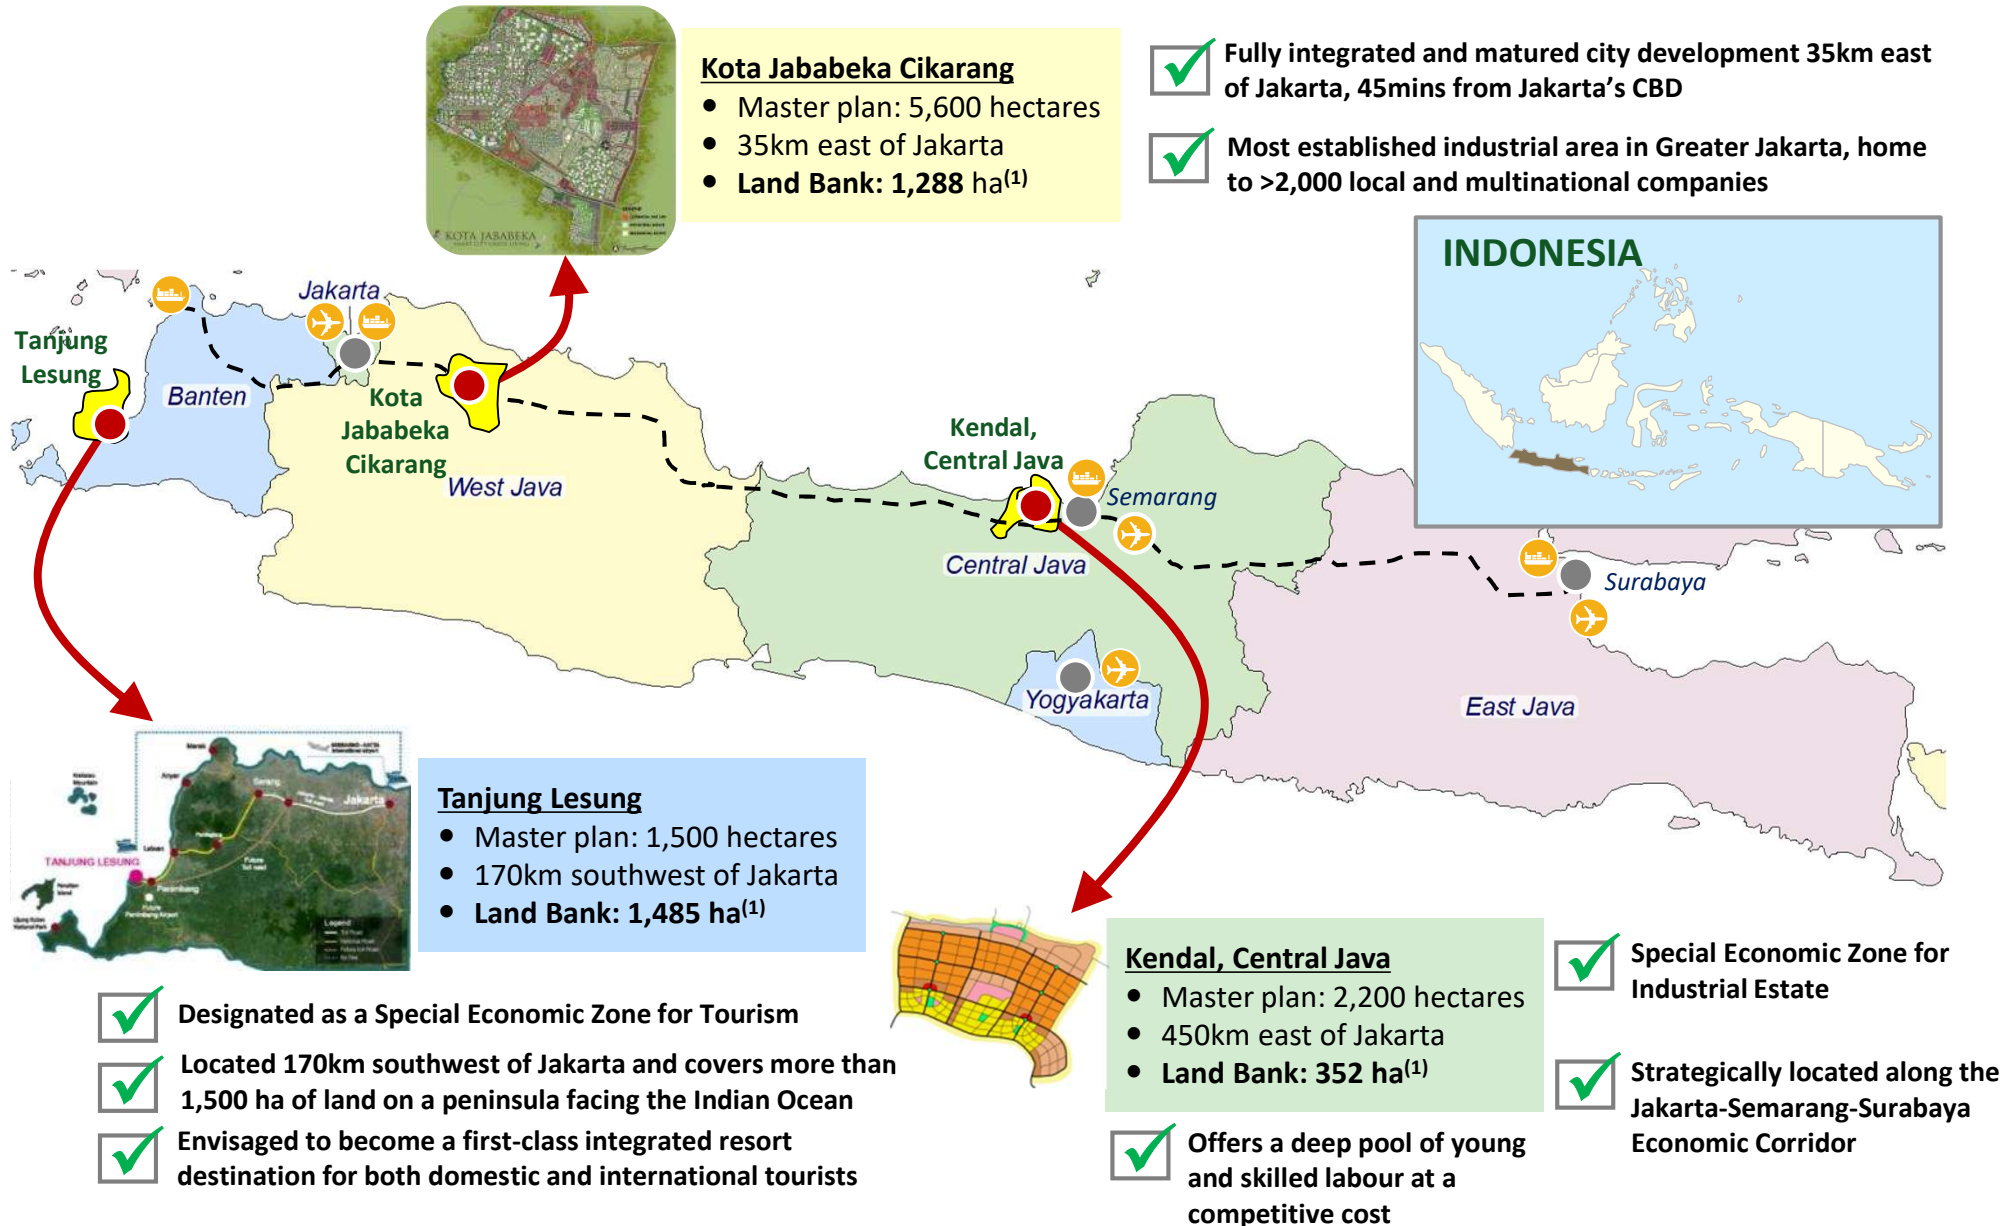 Kota Jababeka Cikarang
• Master plan: 5,600 hectares
• 35km east of Jakarta
• Land Bank: 1,288 ha(1)
Fully integrated and matured city development 35km east
of Jakarta, 45mins from Jakarta's CBD
Most established industrial area in Greater Jakarta, home
to >2,000 local and multinational companies
KOTA JABABEKA
INDONESIA
Jakarta
Tanjung
Lesung
Banten
Kota
Jababeka
Cikarang
West Java
Kendal,
Central Java
Semarang
Central Java
Surabaya
Yogyakarta
East Java
Merak
Anyer
Serang
Jakarta
Labuan
TANJUNG LESUNG
Panimbang
Legend
Tanjung Lesung
• Master plan: 1,500 hectares
• 170km southwest of Jakarta
• Land Bank: 1,485 ha(1)
Designated as a Special Economic Zone for Tourism
Located 170km southwest of Jakarta and covers more than
1,500 ha of land on a peninsula facing the Indian Ocean
Envisaged to become a first-class integrated resort
destination for both domestic and international tourists
Kendal, Central Java
• Master plan: 2,200 hectares
• 450km east of Jakarta
• Land Bank: 352 ha(1)
Offers a deep pool of young
and skilled labour at a
competitive cost
Special Economic Zone for
Industrial Estate
Strategically located along the
Jakarta-Semarang-Surabaya
Economic Corridor